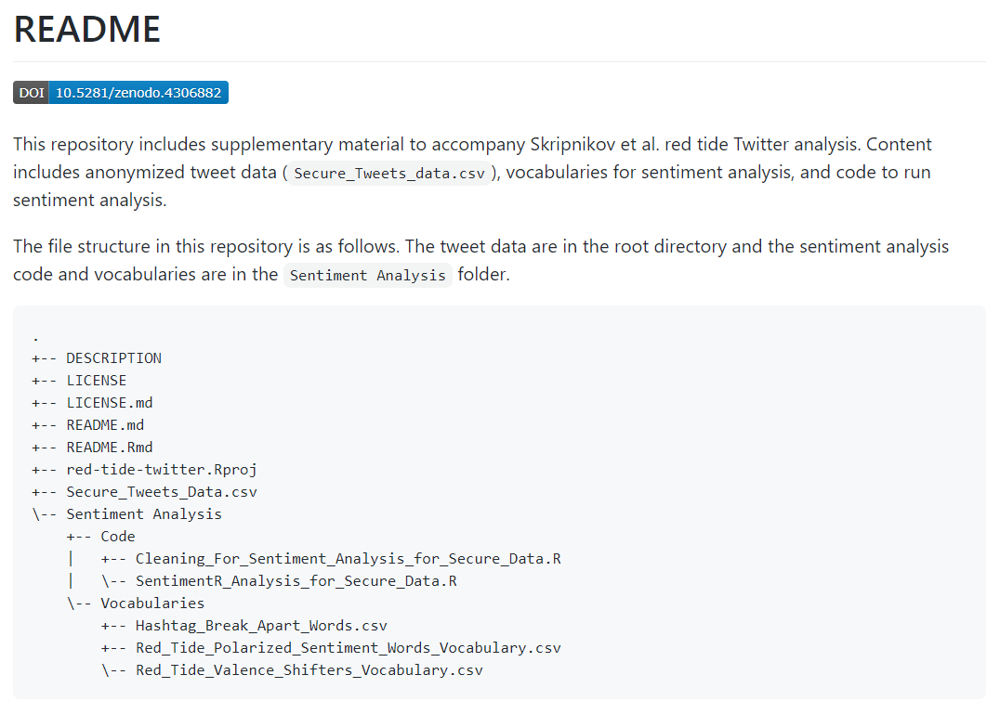 README
DOI 10.5281/zenodo.4306882
This repository includes supplementary material to accompany Skripnikov et al. red tide Twitter analysis. Content
includes anonymized tweet data ( Secure_Tweets_data.csv ), vocabularies for sentiment analysis, and code to run
sentiment analysis.
The file structure in this repository is as follows. The tweet data are in the root directory and the sentiment analysis
code and vocabularies are in the Sentiment Analysis folder.
.
+-- DESCRIPTION
+-- LICENSE
+-- LICENSE.md
+-- README.md
+-- README.Rmd
+-- red-tide-twitter.Rproj
+-- Secure_Tweets_Data.csv
\-- Sentiment Analysis
    +-- Code
    |   +-- Cleaning_For_Sentiment_Analysis_for_Secure_Data.R
    |   \-- SentimentR_Analysis_for_Secure_Data.R
    \-- Vocabularies
        +-- Hashtag_Break_Apart_Words.csv
        +-- Red_Tide_Polarized_Sentiment_Words_Vocabulary.csv
        \-- Red_Tide_Valence_Shifters_Vocabulary.csv